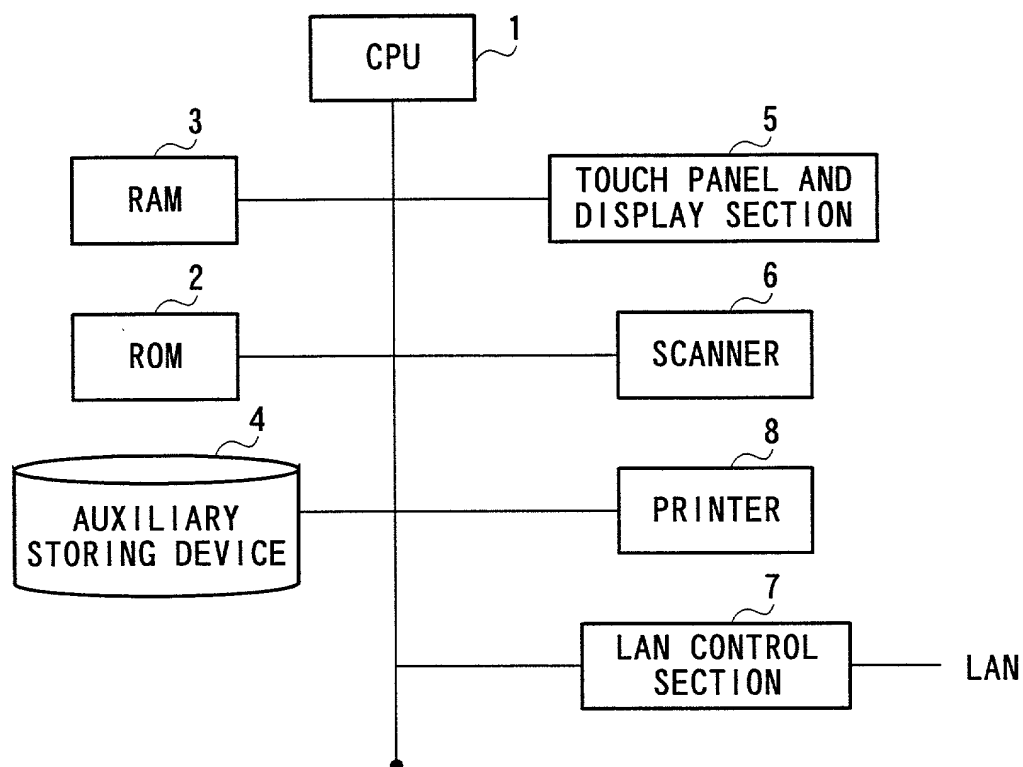 1
CPU
3
RAM
5
TOUCH PANEL AND
DISPLAY SECTION
2
ROM
6
SCANNER
4
AUXILIARY
STORING DEVICE
8
PRINTER
7
LAN CONTROL
SECTION
LAN